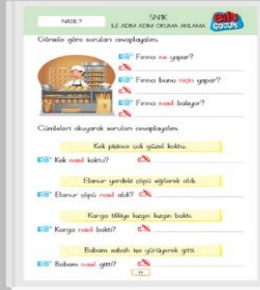 NASIL?
5N1K
İLE ADIM ADIM OKUMA ANLAMA
Görsele göre soruları cevaplayalım.
Fırıncı ne yapar?
Fırıncı bunu niçin yapar?
Fırıncı nasıl bakıyor?
Cümleleri okuyarak soruları cevaplayalım.
Kek pişince çok güzel koktu.
Kek nasıl koktu?
Elanur yerdeki çöpü eğilerek aldı.
Elanur çöpü nasıl aldı?
Karga tilkiye kızgın kızgın baktı.
Karga nasıl baktı?
Babam sabah işe yürüyerek gitti.
Babam nasıl gitti?